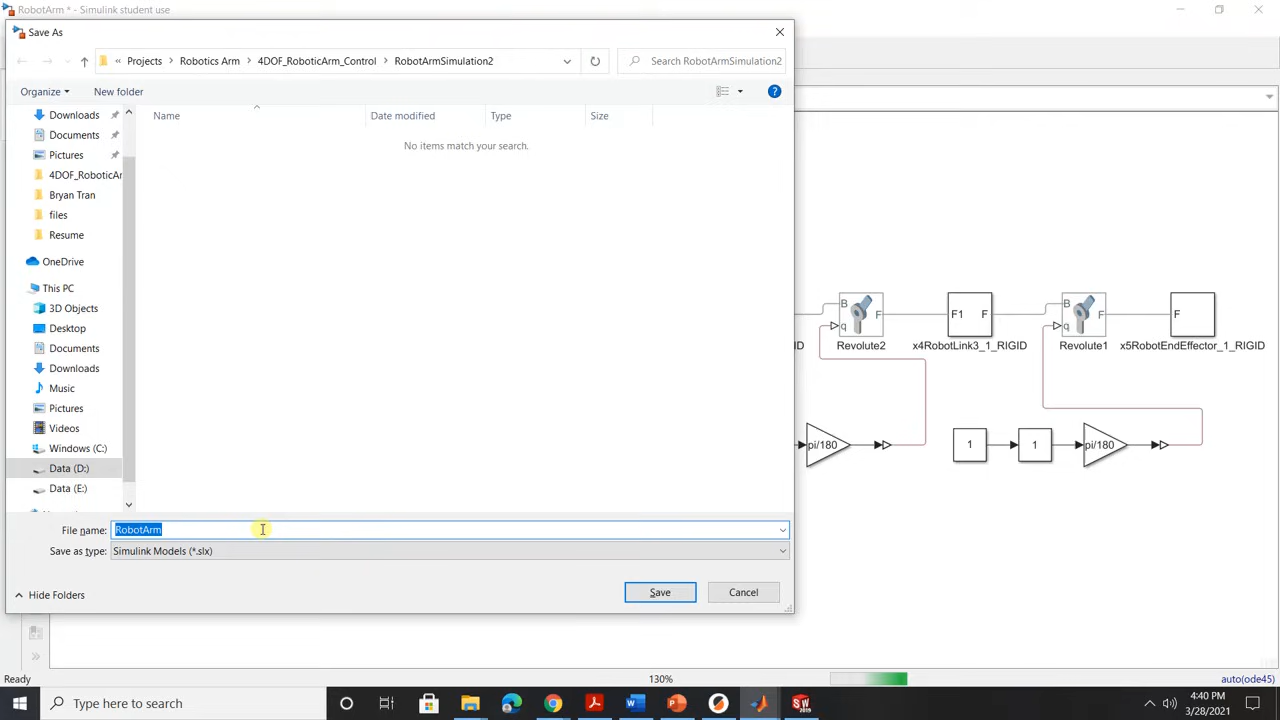 RobotArm * - Simulink student use
Save As
« Projects > Robotics Arm > 4DOF_RoboticArm_Control > RobotArmSimulation2
Search RobotArmSimulation2
Organize
New folder
Name
Date modified
Type
Size
No items match your search.
Downloads
Documents
Pictures
4DOF_RoboticAr
Bryan Tran
files
Resume
OneDrive
This PC
3D Objects
Desktop
Documents
Downloads
Music
Pictures
Videos
Windows (C:)
Data (D:)
Data (E:)
File name: RobotArm
Save as type: Simulink Models (*.slx)
Hide Folders
Save
Cancel
B
q
F
Revolute2
F1 F
x4RobotLink3_1_RIGID
B
q
F
Revolute1
F
x5RobotEndEffector_1_RIGID
ID
pi/180
1
1
pi/180
Ready
130%
auto(ode45)
Type here to search
4:40 PM
3/28/2021